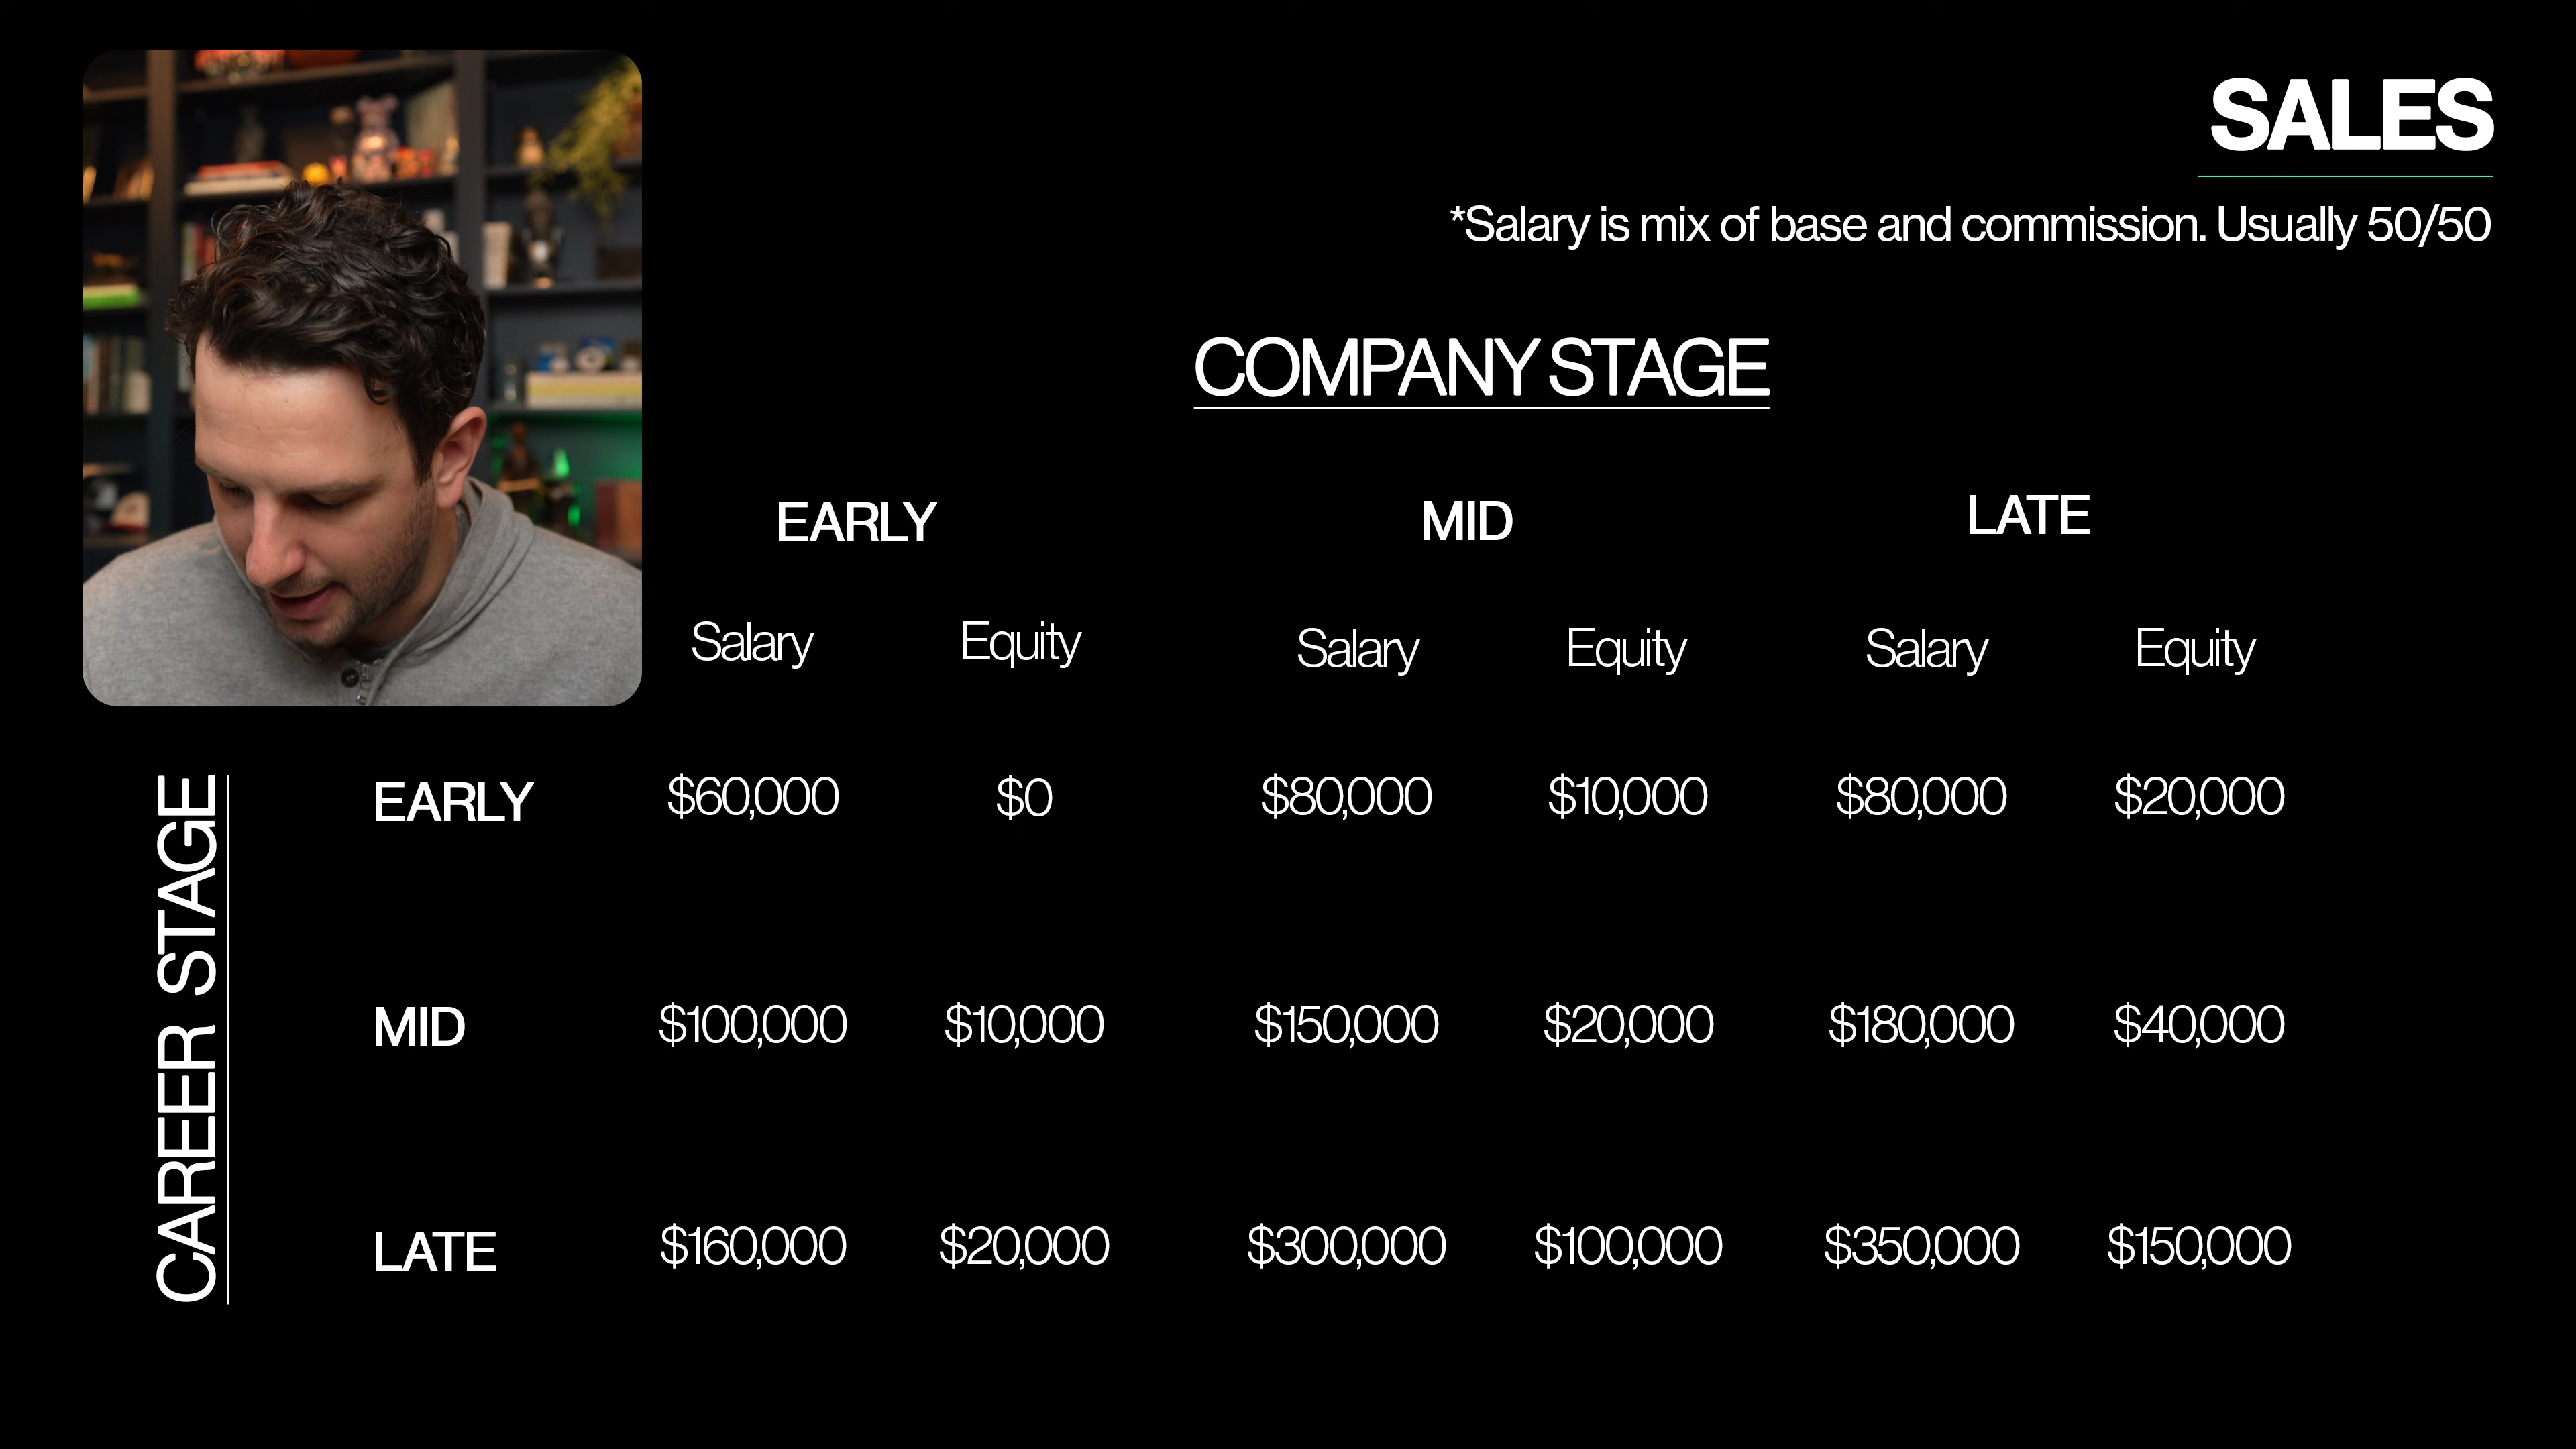 SALES
*Salary is mix of base and commission. Usually 50/50
COMPANY STAGE
EARLY MID LATE
Salary Equity Salary Equity Salary Equity
CAREER STAGE
EARLY $60,000 $0 $80,000 $10,000 $80,000 $20,000
MID $100,000 $10,000 $150,000 $20,000 $180,000 $40,000
LATE $160,000 $20,000 $300,000 $100,000 $350,000 $150,000